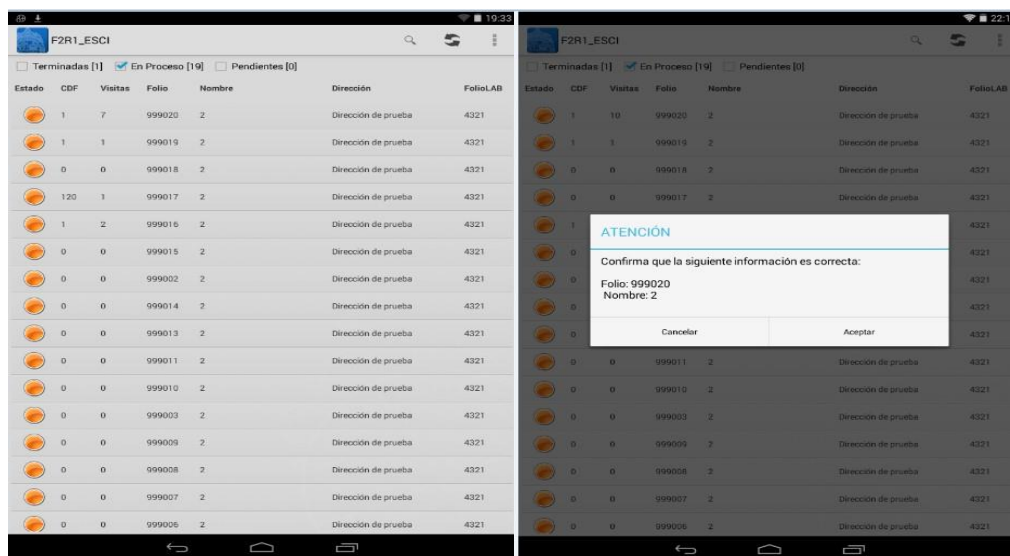 19:33
F2R1_ESCI
Terminadas [1] En Proceso [19] Pendientes [0]
Estado CDF Visitas Folio Nombre Dirección FolioLAB
1 7 999020 2 Dirección de prueba 4321
1 1 999019 2 Dirección de prueba 4321
0 0 999018 2 Dirección de prueba 4321
120 1 999017 2 Dirección de prueba 4321
1 2 999016 2 Dirección de prueba 4321
0 0 999015 2 Dirección de prueba 4321
0 0 999002 2 Dirección de prueba 4321
0 0 999014 2 Dirección de prueba 4321
0 0 999013 2 Dirección de prueba 4321
0 0 999011 2 Dirección de prueba 4321
0 0 999010 2 Dirección de prueba 4321
0 0 999003 2 Dirección de prueba 4321
0 0 999009 2 Dirección de prueba 4321
0 0 999008 2 Dirección de prueba 4321
0 0 999007 2 Dirección de prueba 4321
0 0 999006 2 Dirección de prueba 4321
F2R1_ESCI
Terminadas [1] En Proceso [19] Pendientes [0]
Estado CDF Visitas Folio Nombre Dirección FolioLAB
1 10 999020 2 Dirección de prueba 4321
1 1 999019 2 Dirección de prueba 4321
0 0 999018 2 Dirección de prueba 4321
0 0 999017 2 Dirección de prueba 4321
1
0
0
0
0
ATENCIÓN
Confirma que la siguiente información es correcta:
Folio: 999020
Nombre: 2
Cancelar Aceptar
4321
4321
4321
4321
4321
0 0 999011 2 Dirección de prueba 4321
0 0 999010 2 Dirección de prueba 4321
0 0 999003 2 Dirección de prueba 4321
0 0 999009 2 Dirección de prueba 4321
0 0 999008 2 Dirección de prueba 4321
0 0 999007 2 Dirección de prueba 4321
0 0 999006 2 Dirección de prueba 4321